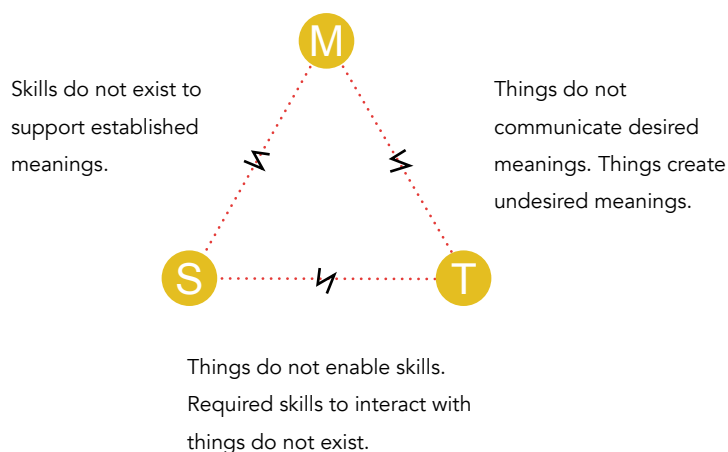 M
Skills do not exist to
support established
meanings.
Things do not
communicate desired
meanings. Things create
undesired meanings.
S
T
Things do not enable skills.
Required skills to interact with
things do not exist.